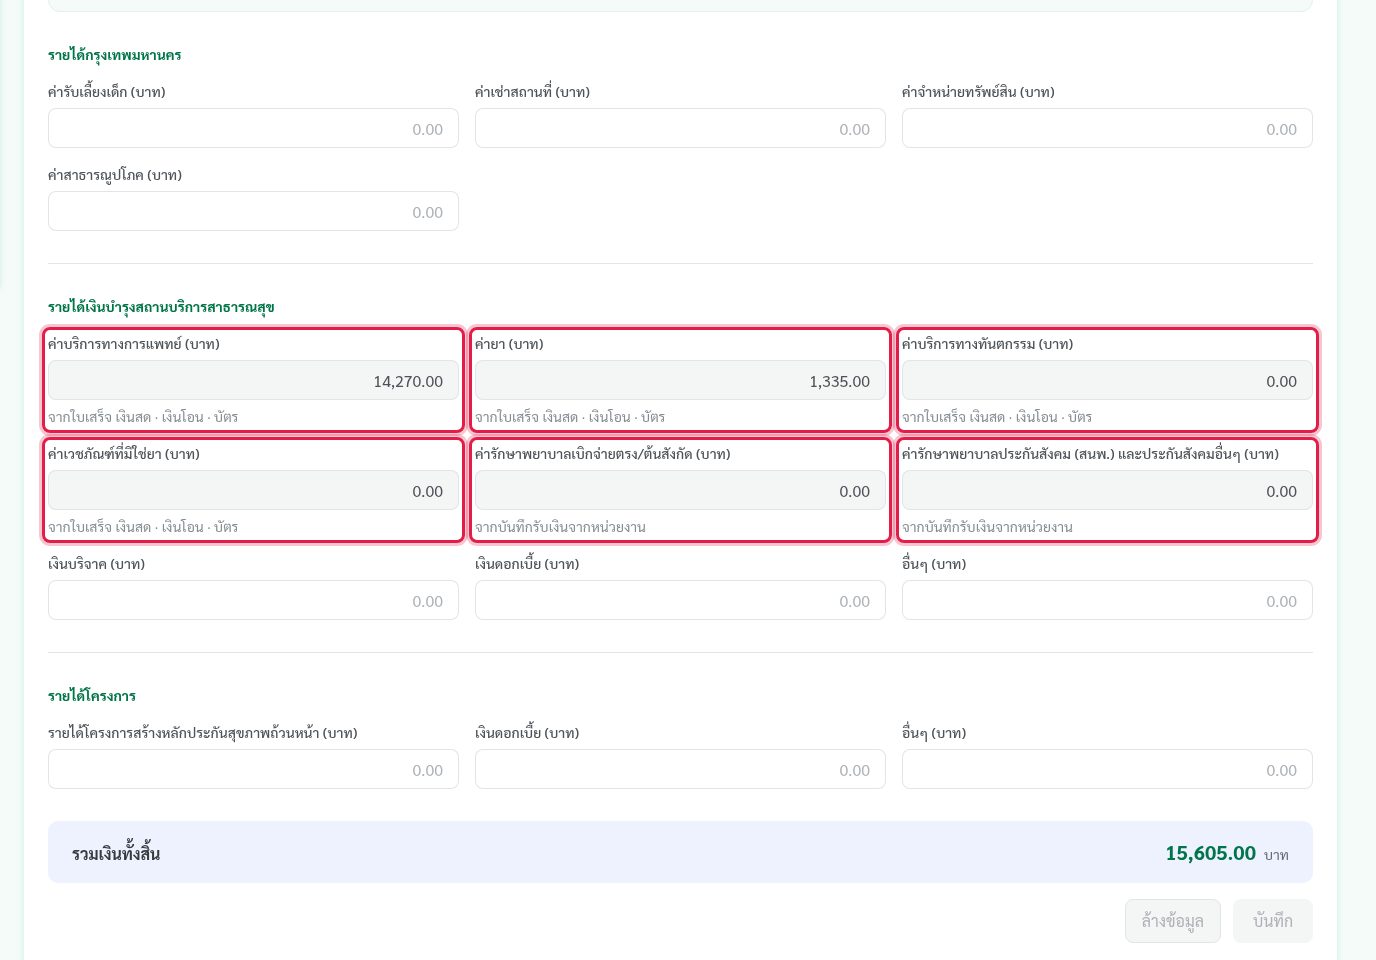 รายได้กรุงเทพมหานคร
ค่ารับเลี้ยงเด็ก (บาท) ค่าเช่าสถานที่ (บาท) ค่าจำหน่ายทรัพย์สิน (บาท)
0.00 0.00 0.00
ค่าสาธารณูปโภค (บาท)
0.00
รายได้เงินบำรุงสถานบริการสาธารณสุข
ค่าบริการทางการแพทย์ (บาท) ค่ายา (บาท) ค่าบริการทางทันตกรรม (บาท)
14,270.00 1,335.00 0.00
จากใบเสร็จ เงินสด · เงินโอน · บัตร จากใบเสร็จ เงินสด · เงินโอน · บัตร จากใบเสร็จ เงินสด · เงินโอน · บัตร
ค่าเวชภัณฑ์ที่มิใช่ยา (บาท) ค่ารักษาพยาบาลเบิกจ่ายตรง/ต้นสังกัด (บาท) ค่ารักษาพยาบาลประกันสังคม (สนพ.) และประกันสังคมอื่นๆ (บาท)
0.00 0.00 0.00
จากใบเสร็จ เงินสด · เงินโอน · บัตร จากบันทึกรับเงินจากหน่วยงาน จากบันทึกรับเงินจากหน่วยงาน
เงินบริจาค (บาท) เงินดอกเบี้ย (บาท) อื่นๆ (บาท)
0.00 0.00 0.00
รายได้โครงการ
รายได้โครงการสร้างหลักประกันสุขภาพถ้วนหน้า (บาท) เงินดอกเบี้ย (บาท) อื่นๆ (บาท)
0.00 0.00 0.00
รวมเงินทั้งสิ้น 15,605.00 บาท
ล้างข้อมูล บันทึก